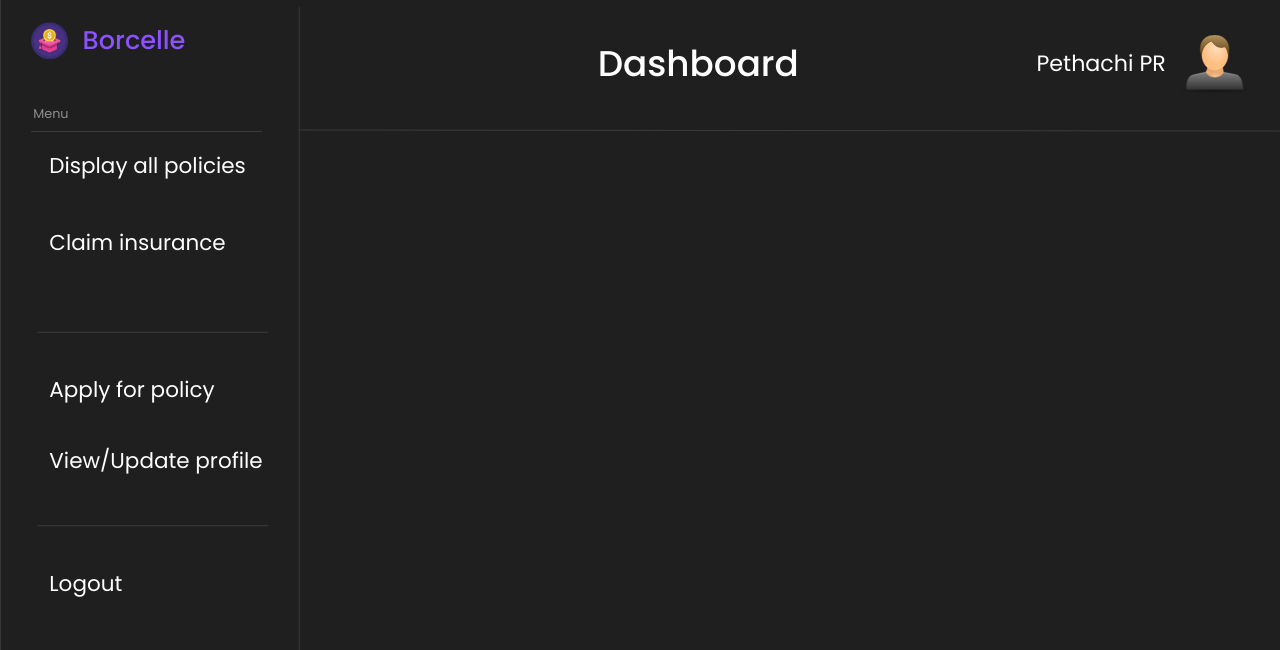 Borcelle
Dashboard
Pethachi PR
Menu
Display all policies
Claim insurance
Apply for policy
View/Update profile
Logout